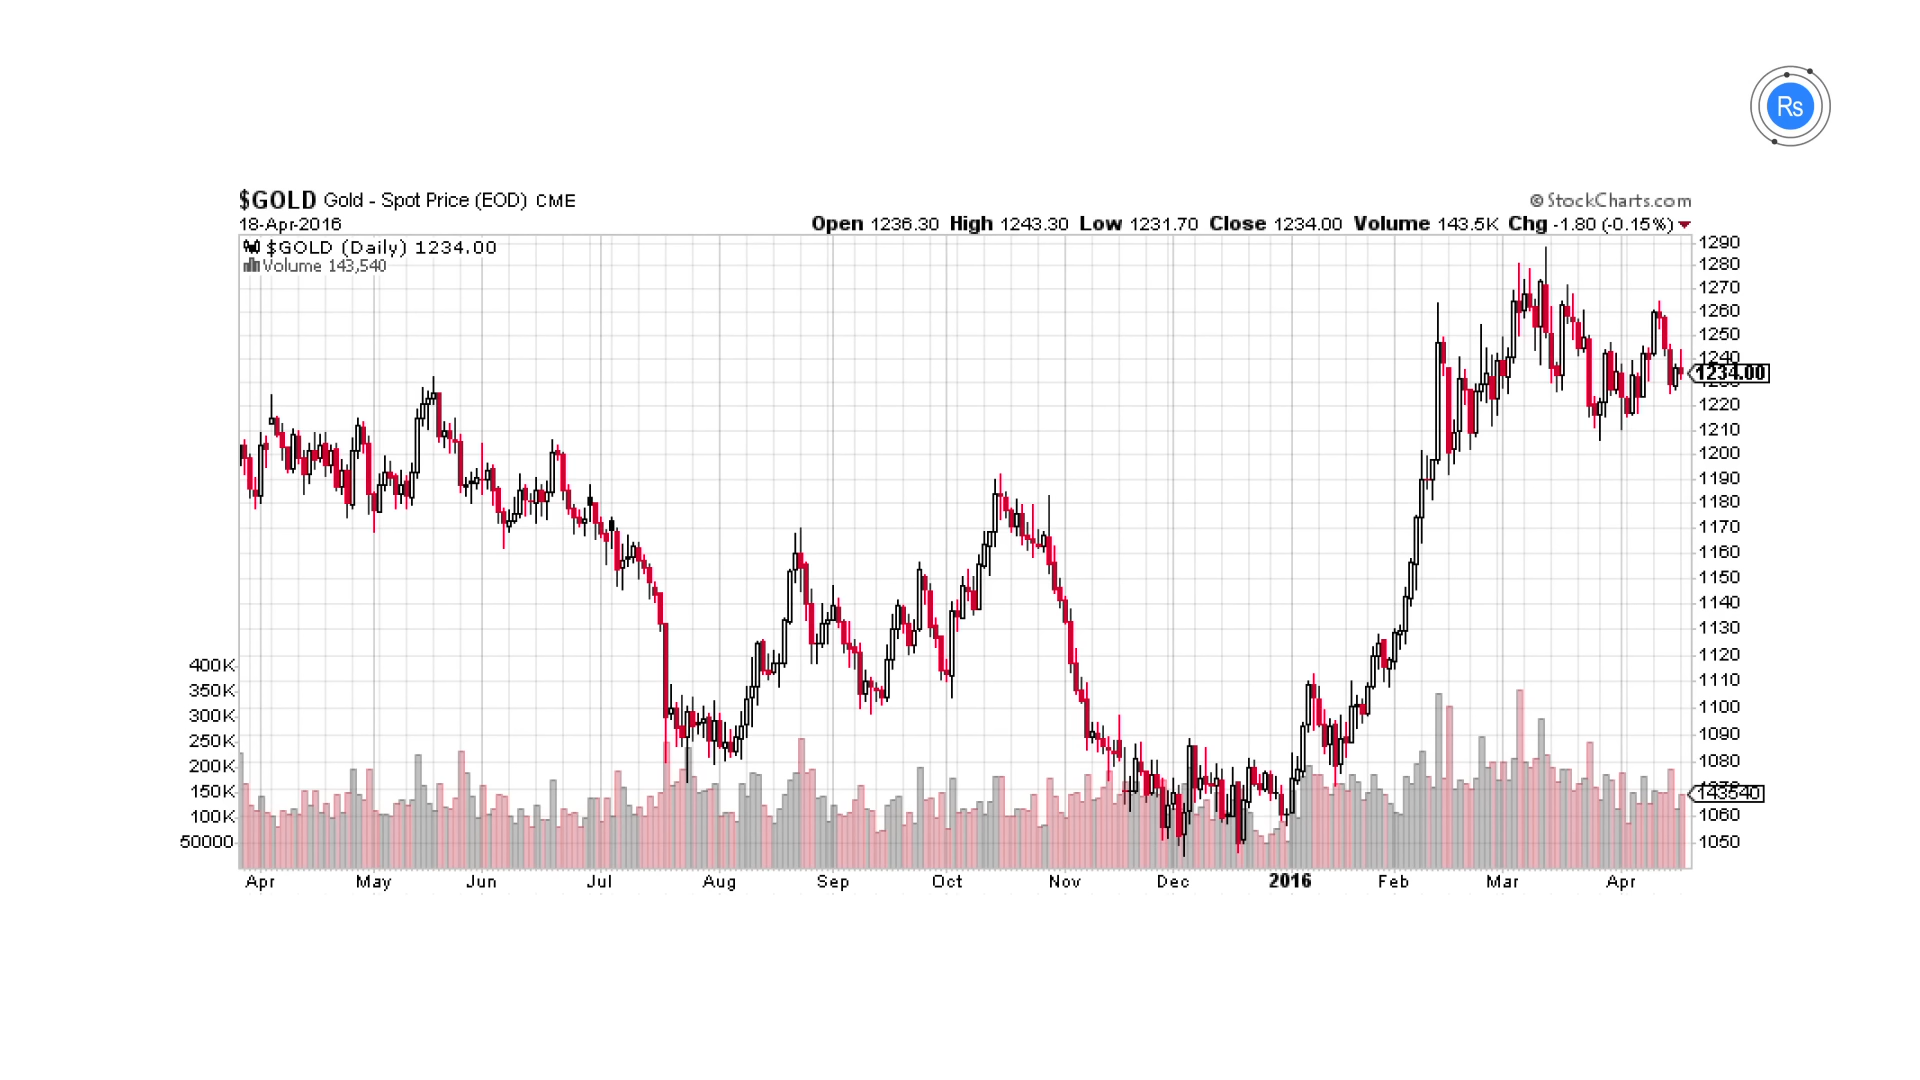 Rs
$GOLD Gold - Spot Price (EOD) CME
© StockCharts.com
18-Apr-2016
Open 1236.30 High 1243.30 Low 1231.70 Close 1234.00 Volume 143.5K Chg -1.80 (-0.15%)
$GOLD (Daily) 1234.00
Volume 143,540
1290
1280
1270
1260
1250
1240
1234.00
1220
1210
1200
1190
1180
1170
1160
1150
1140
1130
1120
1110
1100
1090
1080
143540
1060
1050
400K
350K
300K
250K
200K
150K
100K
50000
Apr May Jun Jul Aug Sep Oct Nov Dec 2016 Feb Mar Apr